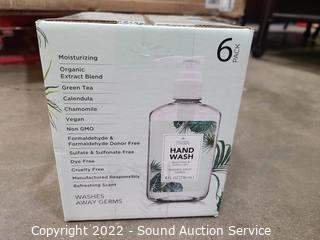 Moisturizing
Organic
Extract Blend
Green Tea
Calendula
Chamomile
Vegan
Non GMO
Formaldehyde &
Formaldehyde Donor Free
Sulfate & Sulfonate Free
Dye Free
Cruelty Free
Manufactured Responsibly
Refreshing Scent
WASHES
AWAY GERMS
6
PACK
HAND
WASH
Copyright 2022 - Sound Auction Service